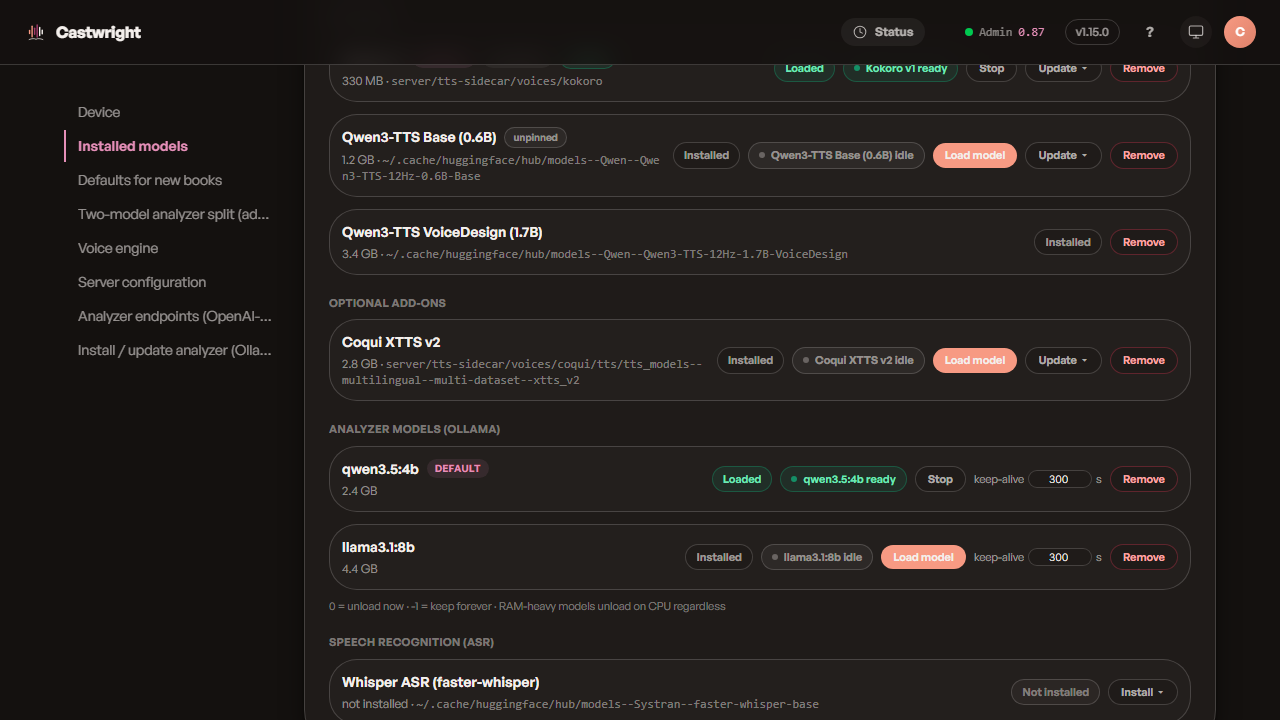 Castwright
Status
Admin 0.87
v1.15.0
?
C
Device
Installed models
Defaults for new books
Two-model analyzer split (ad...
Voice engine
Server configuration
Analyzer endpoints (OpenAI-...
Install / update analyzer (Olla...
330 MB · server/tts-sidecar/voices/kokoro
Loaded
Kokoro v1 ready
Stop
Update
Remove
Qwen3-TTS Base (0.6B)
unpinned
1.2 GB · ~/.cache/huggingface/hub/models--Qwen--Qwe
n3-TTS-12Hz-0.6B-Base
Installed
Qwen3-TTS Base (0.6B) idle
Load model
Update
Remove
Qwen3-TTS VoiceDesign (1.7B)
3.4 GB · ~/.cache/huggingface/hub/models--Qwen--Qwen3-TTS-12Hz-1.7B-VoiceDesign
Installed
Remove
OPTIONAL ADD-ONS
Coqui XTTS v2
2.8 GB · server/tts-sidecar/voices/coqui/tts/tts_models--
multilingual--multi-dataset--xtts_v2
Installed
Coqui XTTS v2 idle
Load model
Update
Remove
ANALYZER MODELS (OLLAMA)
qwen3.5:4b
DEFAULT
2.4 GB
Loaded
qwen3.5:4b ready
Stop
keep-alive 300 s
Remove
llama3.1:8b
4.4 GB
Installed
llama3.1:8b idle
Load model
keep-alive 300 s
Remove
0 = unload now · -1 = keep forever · RAM-heavy models unload on CPU regardless
SPEECH RECOGNITION (ASR)
Whisper ASR (faster-whisper)
not installed · ~/.cache/huggingface/hub/models--Systran--faster-whisper-base
Not installed
Install